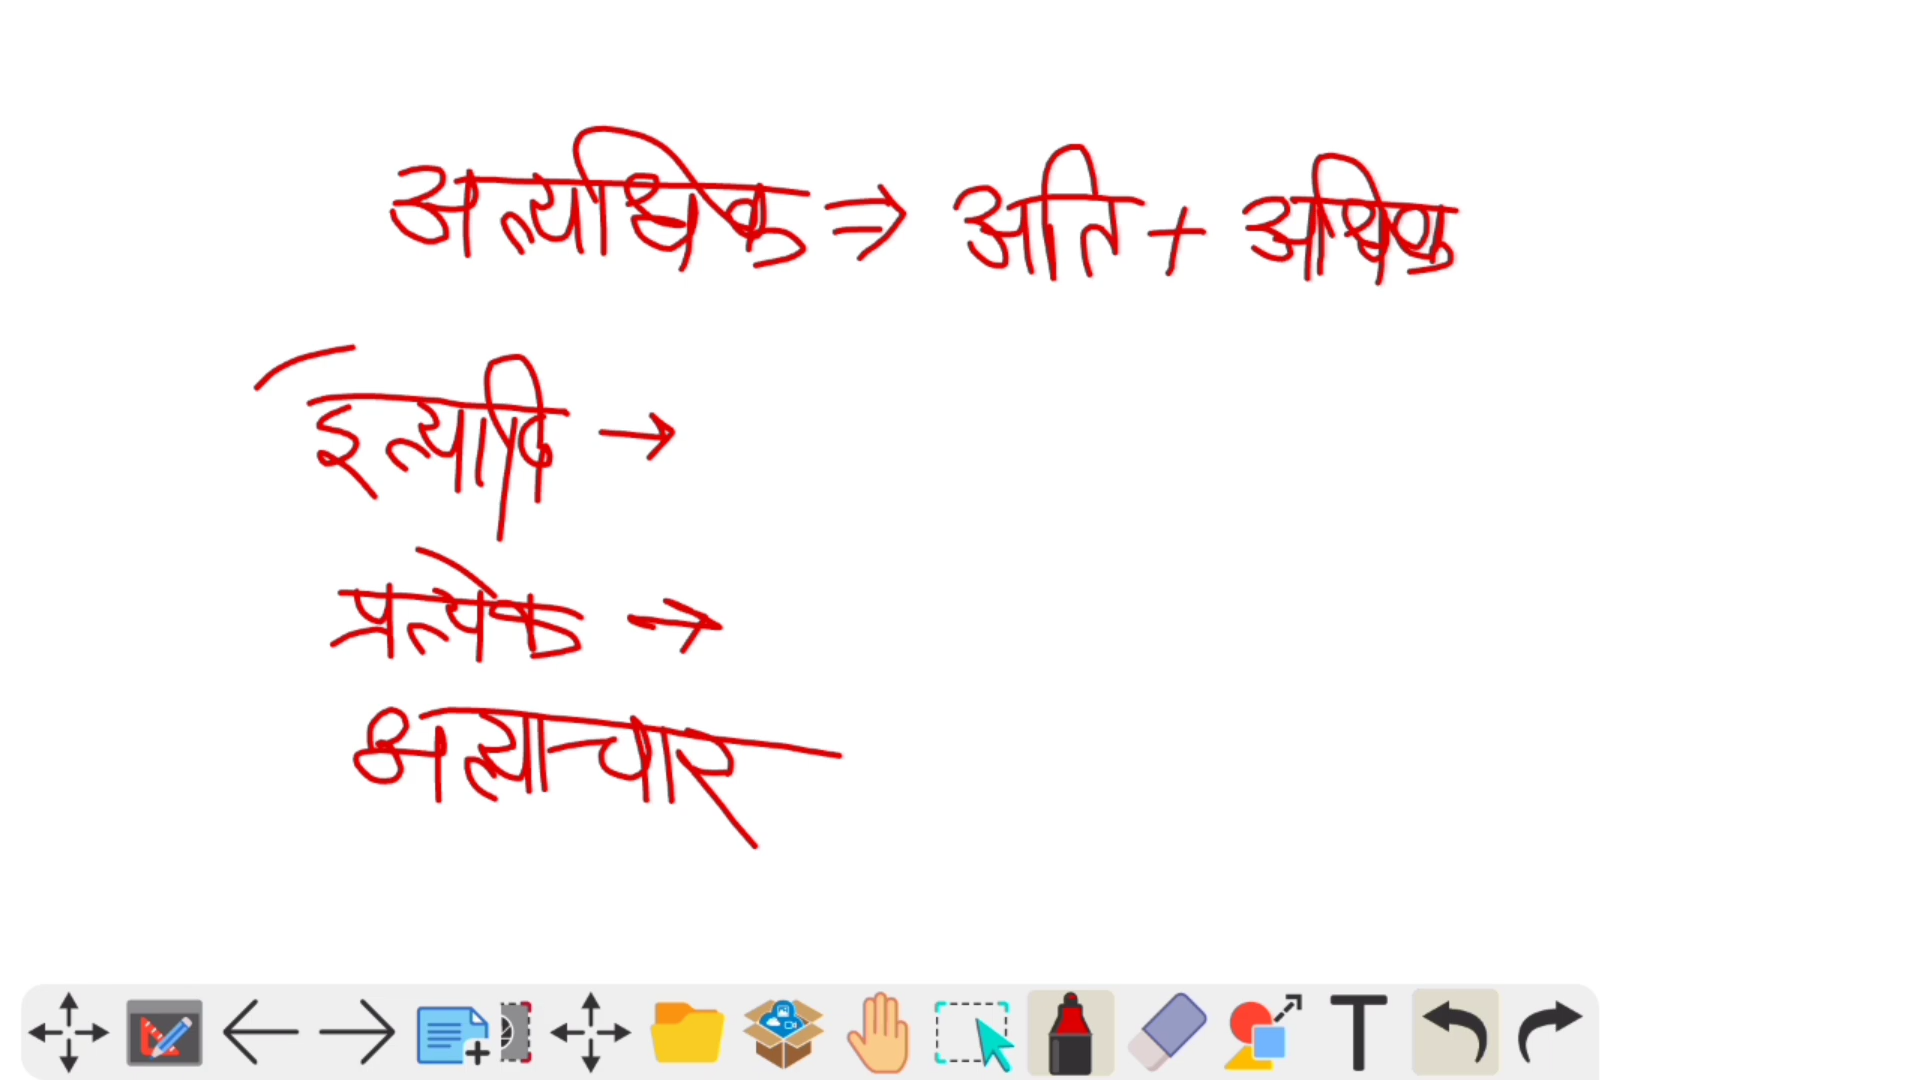 अत्यधिक ⇒ अति + अधिक
इत्यादि →
प्रत्येक →
अत्याचार